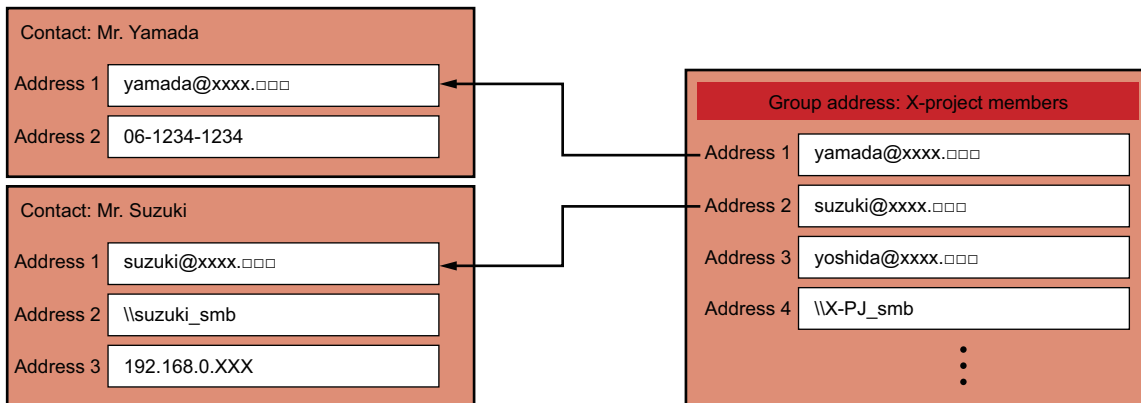 Contact: Mr. Yamada
Address 1 yamada@xxxx.□□□
Address 2 06-1234-1234
Contact: Mr. Suzuki
Address 1 suzuki@xxxx.□□□
Address 2 \\suzuki_smb
Address 3 192.168.0.XXX
Group address: X-project members
Address 1 yamada@xxxx.□□□
Address 2 suzuki@xxxx.□□□
Address 3 yoshida@xxxx.□□□
Address 4 \\X-PJ_smb